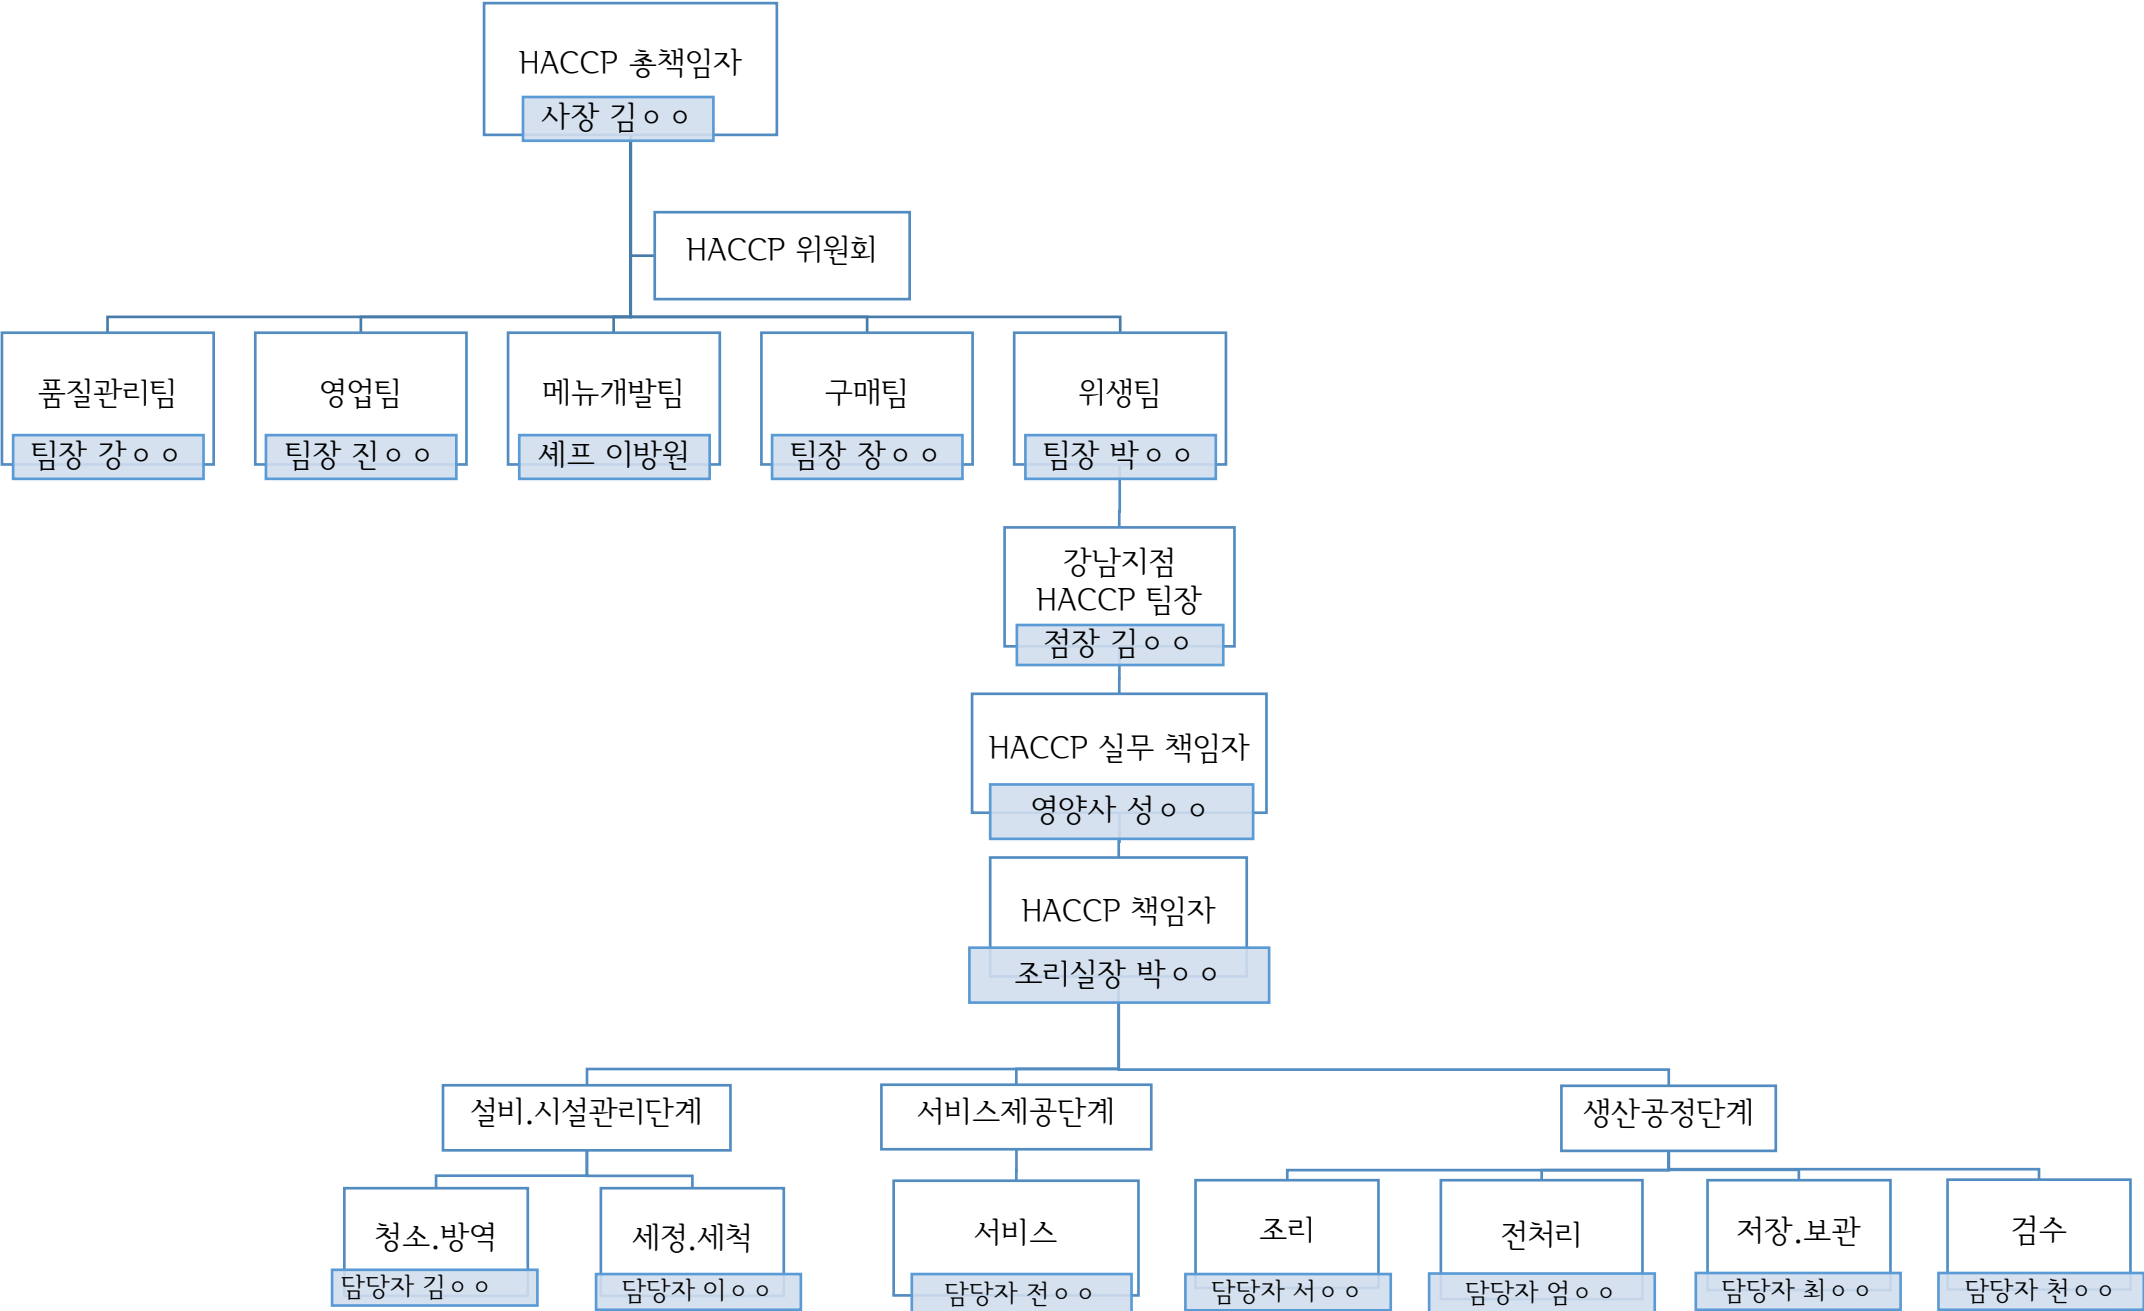 HACCP 총책임자
사장 김ㅇㅇ
HACCP 위원회
품질관리팀
팀장 강ㅇㅇ
영업팀
팀장 진ㅇㅇ
메뉴개발팀
셰프 이방원
구매팀
팀장 장ㅇㅇ
위생팀
팀장 박ㅇㅇ
강남지점
HACCP 팀장
점장 김ㅇㅇ
HACCP 실무 책임자
영양사 성ㅇㅇ
HACCP 책임자
조리실장 박ㅇㅇ
설비.시설관리단계
서비스제공단계
생산공정단계
청소.방역
담당자 김ㅇㅇ
세정.세척
담당자 이ㅇㅇ
서비스
담당자 전ㅇㅇ
조리
담당자 서ㅇㅇ
전처리
담당자 엄ㅇㅇ
저장.보관
담당자 최ㅇㅇ
검수
담당자 천ㅇㅇ